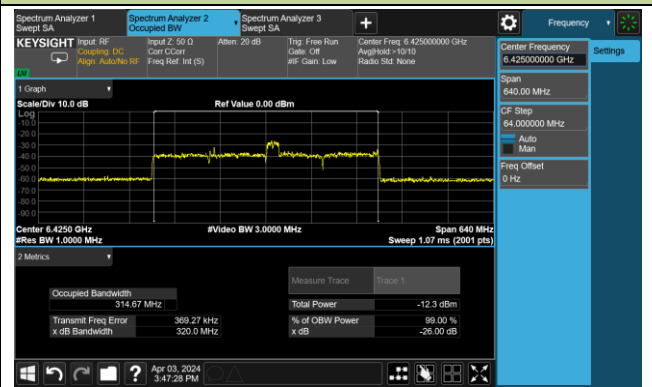 Spectrum Analyzer 1
Swept SA
Spectrum Analyzer 2
Occupied BW
Spectrum Analyzer 3
Swept SA
Frequency
KEYSIGHT
Input: RF
Coupling: DC
Align: Auto/No RF
Input Z: 50 Ω
Corr CCorr
Freq Ref: Int (S)
Atten: 20 dB
Trig: Free Run
Gate: Off
#IF Gain: Low
Center Freq: 6.425000000 GHz
Avg|Hold:>10/10
Radio Std: None
Center Frequency
6.425000000 GHz
Settings
Span
640.00 MHz
CF Step
64.000000 MHz
Auto
Man
Freq Offset
0 Hz
1 Graph
Scale/Div 10.0 dB
Ref Value 0.00 dBm
Log
-10.0
-20.0
-30.0
-40.0
-50.0
-60.0
-70.0
-80.0
-90.0
Center 6.4250 GHz
#Video BW 3.0000 MHz
Span 640 MHz
#Res BW 1.0000 MHz
Sweep 1.07 ms (2001 pts)
2 Metrics
Measure Trace
Trace 1
Occupied Bandwidth
314.67 MHz
Total Power
-12.3 dBm
Transmit Freq Error
369.27 kHz
% of OBW Power
99.00 %
x dB Bandwidth
320.0 MHz
x dB
-26.00 dB
Apr 03, 2024
3:47:28 PM